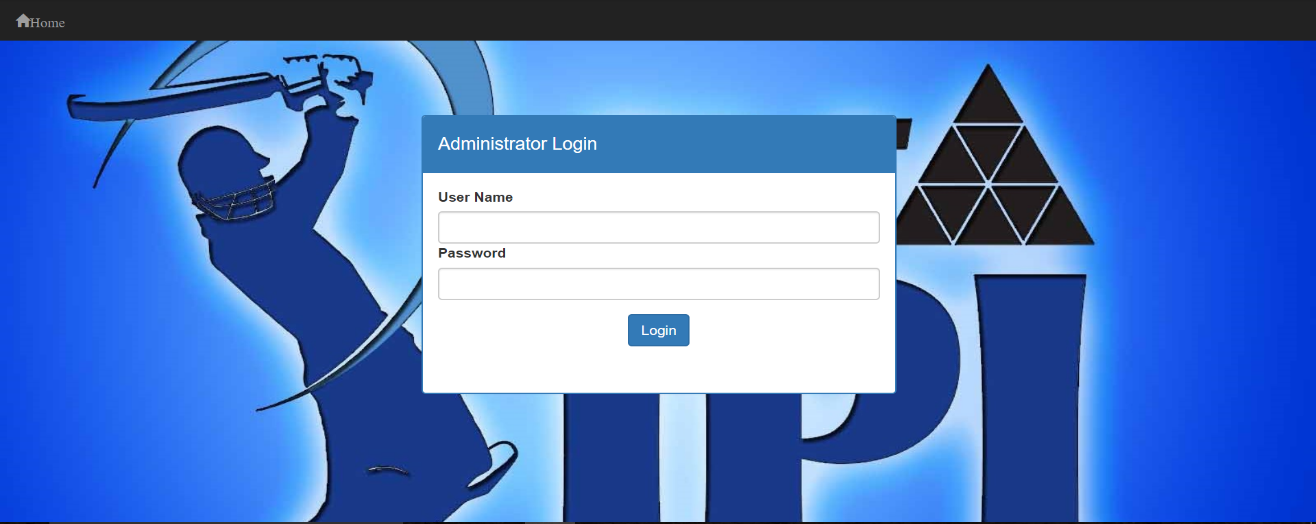 Home
Administrator Login
User Name
Password
Login